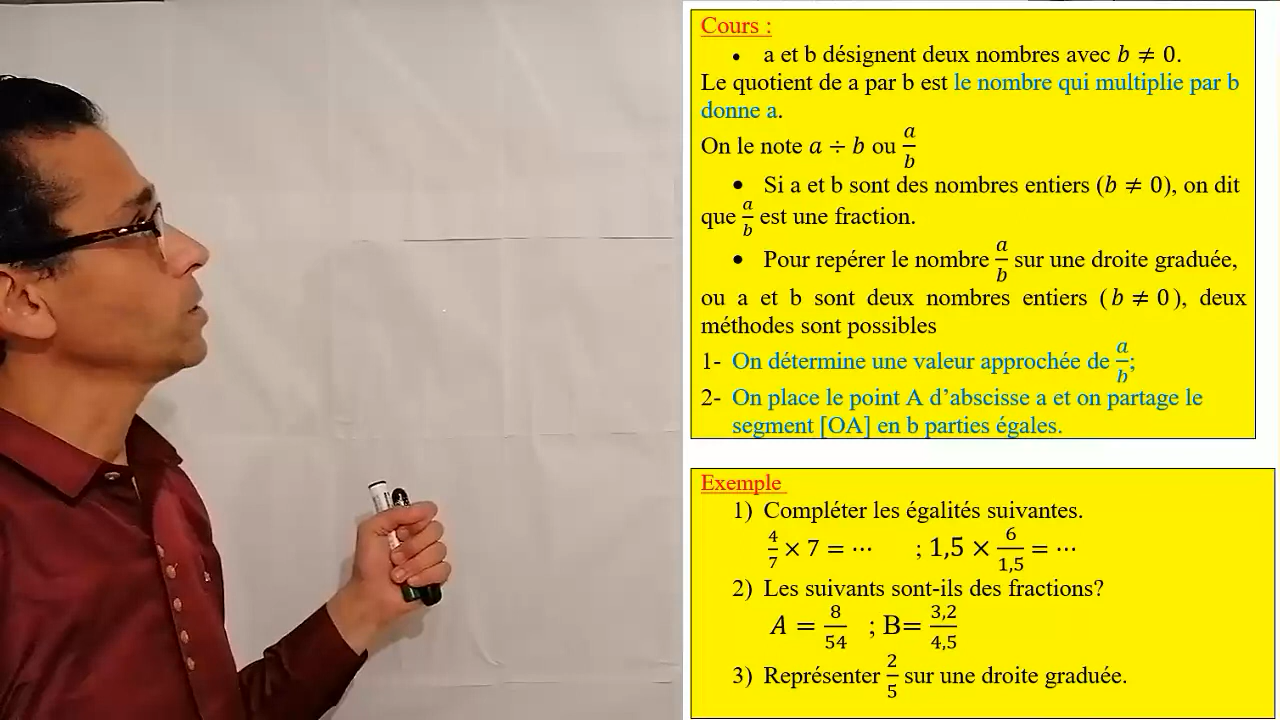 Cours :
• a et b désignent deux nombres avec b ≠ 0.
Le quotient de a par b est le nombre qui multiplie par b
donne a.
On le note a ÷ b ou a/b
• Si a et b sont des nombres entiers (b ≠ 0), on dit
que a/b est une fraction.
• Pour repérer le nombre a/b sur une droite graduée,
ou a et b sont deux nombres entiers (b ≠ 0), deux
méthodes sont possibles
1- On détermine une valeur approchée de a/b;
2- On place le point A d’abscisse a et on partage le
segment [OA] en b parties égales.
Exemple
1) Compléter les égalités suivantes.
4/7 × 7 = ⋯ ; 1,5 × 6/1,5 = ⋯
2) Les suivants sont-ils des fractions?
A = 8/54 ; B= 3,2/4,5
3) Représenter 2/5 sur une droite graduée.